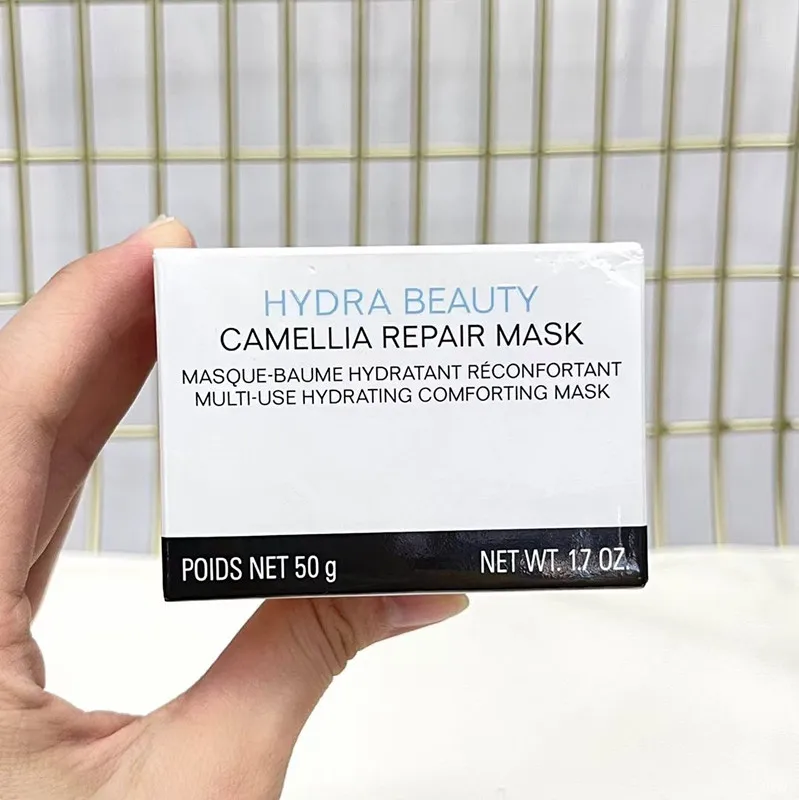 HYDRA BEAUTY
CAMELLIA REPAIR MASK
MASQUE-BAUME HYDRATANT RÉCONFORTANT
MULTI-USE HYDRATING COMFORTING MASK
POIDS NET 50 g NET WT. 1.7 OZ.